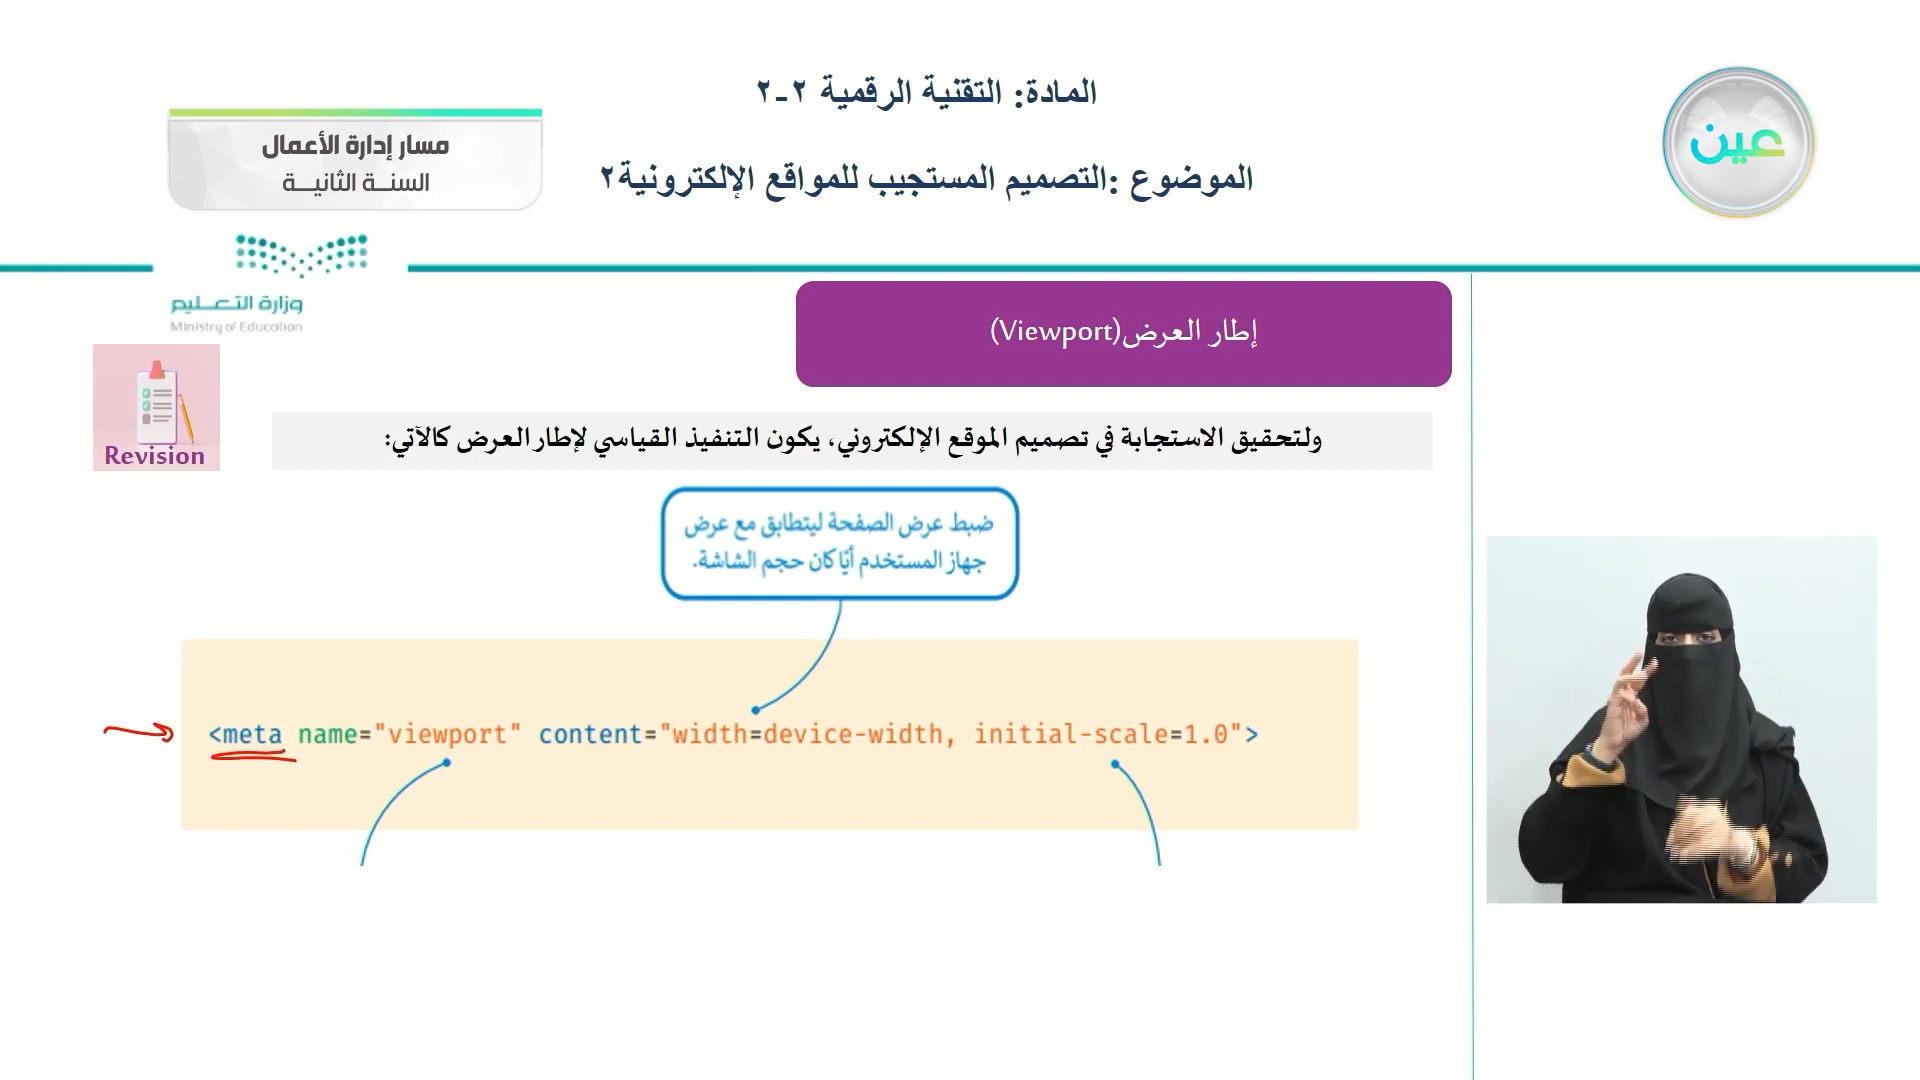 المادة: التقنية الرقمية ٢-٢
الموضوع :التصميم المستجيب للمواقع الإلكترونية٢
عين
مسار إدارة الأعمال
السنة الثانية
وزارة التعليم
Ministry of Education
إطار العرض(Viewport)
Revision
ولتحقيق الاستجابة في تصميم الموقع الإلكتروني، يكون التنفيذ القياسي لإطار العرض كالآتي:
ضبط عرض الصفحة ليتطابق مع عرض
جهاز المستخدم أيًا كان حجم الشاشة.
<meta name="viewport" content="width=device-width, initial-scale=1.0">